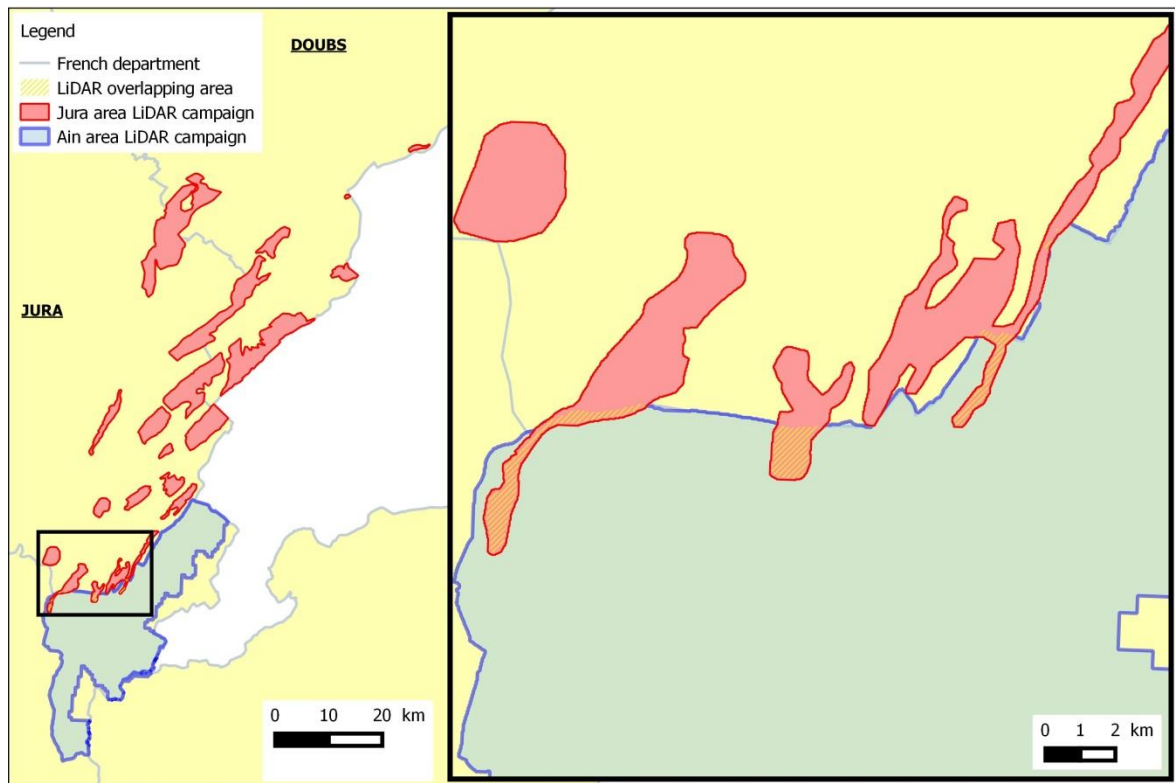 Legend
French department
LiDAR overlapping area
Jura area LiDAR campaign
Ain area LiDAR campaign
DOUBS
JURA
0 10 20 km
0 1 2 km